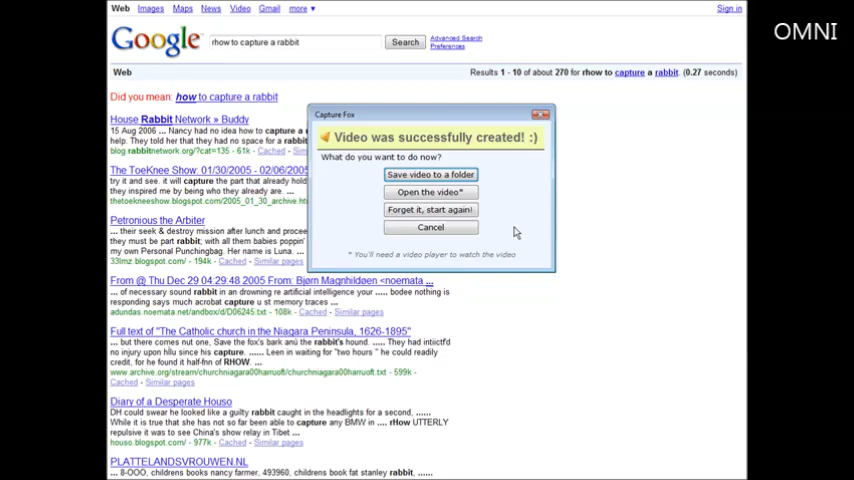 Web Images Maps News Video Gmail more ▼ Sign in
OMNI
Google rhow to capture a rabbit Search Advanced Search
Preferences
Web Results 1 - 10 of about 270 for rhow to capture a rabbit. (0.27 seconds)
Did you mean: how to capture a rabbit
House Rabbit Network » Buddy
15 Aug 2006 ... Nancy had no idea how to capture a r
help. They told her that they had no space for a rabbit
blog.rabbitnetwork.org/?cat=135 - 61k - Cached - Sim
The ToeKnee Show: 01/30/2005 - 02/06/2005
try it and see. it will capture the part that already hold
they inspired me by being who they already are.
thetoekneeshow.blogspot.com/2005_01_30_archive.h
Petronious the Arbiter
... their abject misery after lunch and procee
they must be part rabbit; with all them babies poppin'
my own Personal Punchingbag. Her name is Luna.
33lmz.blogspot.com/ - 194k - Cached - Similar pages
Capture Fox
Video was successfully created! :)
What do you want to do now?
Save video to a folder
Open the video*
Forget it, start again!
Cancel
* You'll need a video player to watch the video
From @ Thu Dec 29 04:29:48 2005 From: Bjørn Magnhildøen <noemata ...
... of necessary sound rabbit in an drowning re artificial intelligence your ..... bodee nothing is
responding says much acrobat capture u st memory traces ...
adundas.noemata.net/andbox/d/D06245.txt - 108k - Cached - Similar pages
Full text of "The Catholic church in the Niagara Peninsula, 1626-1895"
... but there comes nut one, Save the fox's bark anú the rabbit's hound. ..... They had
no injury upon hllu since his capture. ...... Leen in waiting for "two hours " he could readily
credit, for he found it half-fnn of RHOW. ...
www.archive.org/stream/churchniagara00harruoft/churchniagara00harruoft.txt - 599k -
Cached - Similar pages
Diary of a Desperate Houso
DH could swear he looked like a guilty rabbit caught in the headlights for a second, ......
While it is true that she has not so far been able to capture any BMW in .... rHow UTTERLY
repulsive it was to see China's show relay in Tibet ...
houso.blogspot.com/ - 977k - Cached - Similar pages
PLATTELANDSVROUWEN.NL
... 8-OOO, childrens books nancy farmer, 493960, childrens book fat stanley rabbit, ......